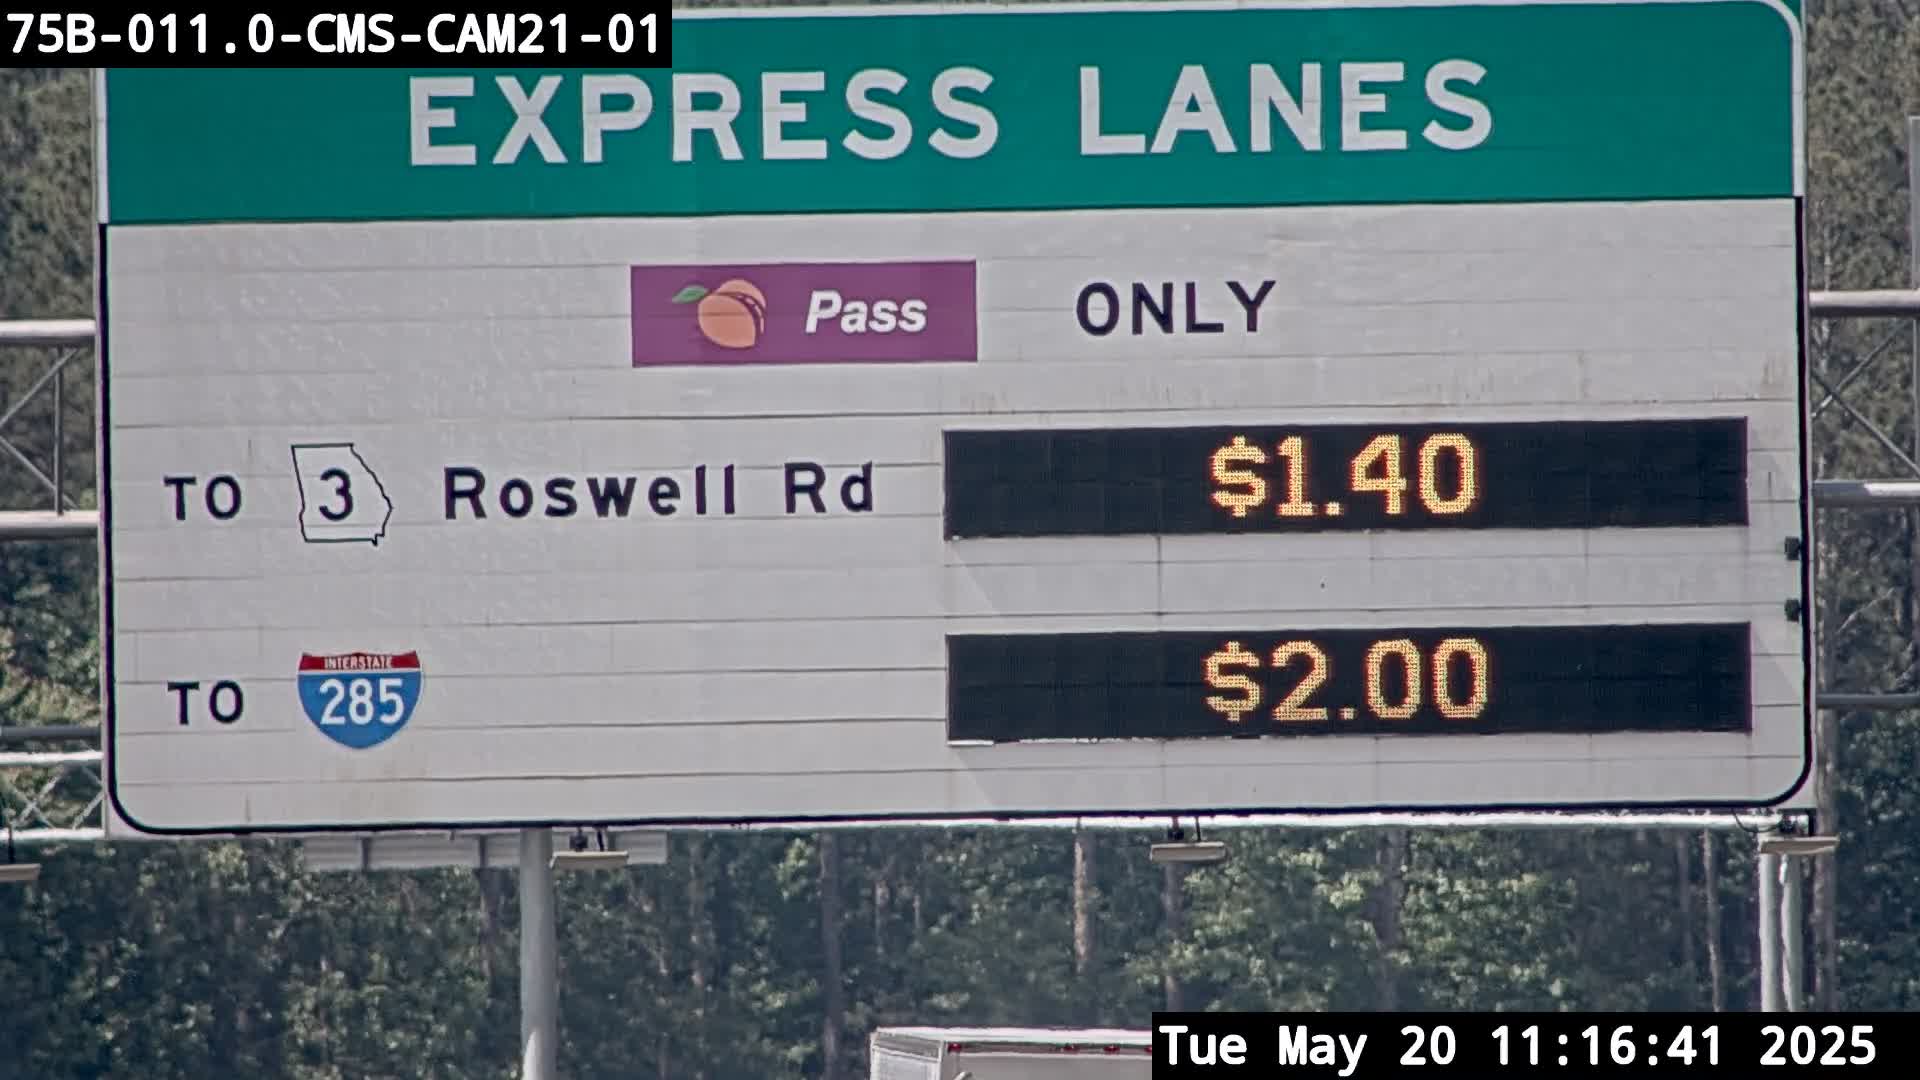 75B-011.0-CMS-CAM21-01
EXPRESS LANES
Pass ONLY
TO 3 Roswell Rd $1.40
TO INTERSTATE 285 $2.00
Tue May 20 11:16:41 2025